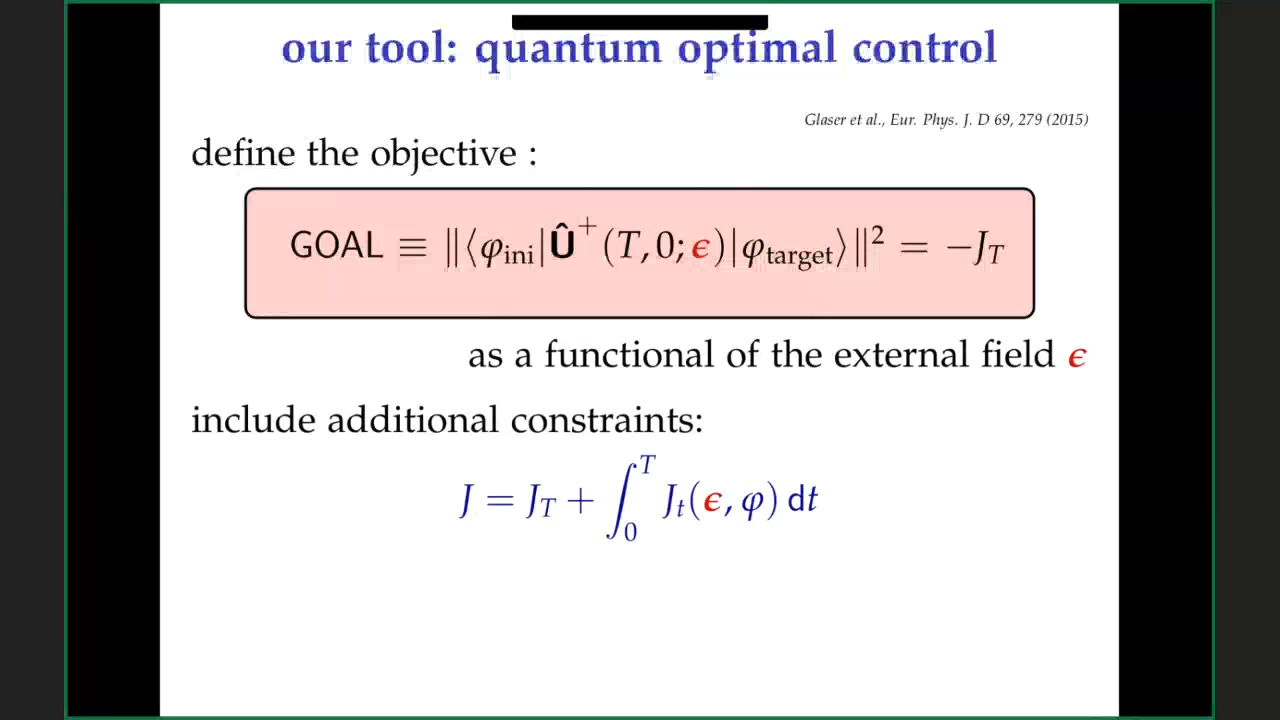 our tool: quantum optimal control
Glaser et al., Eur. Phys. J. D 69, 279 (2015)
define the objective :
GOAL ≡ ‖⟨φ_ini|Û⁺(T, 0; ϵ)|φ_target⟩‖² = −J_T
as a functional of the external field ϵ
include additional constraints:
J = J_T + ∫₀ᵀ J_t(ϵ, φ) dt